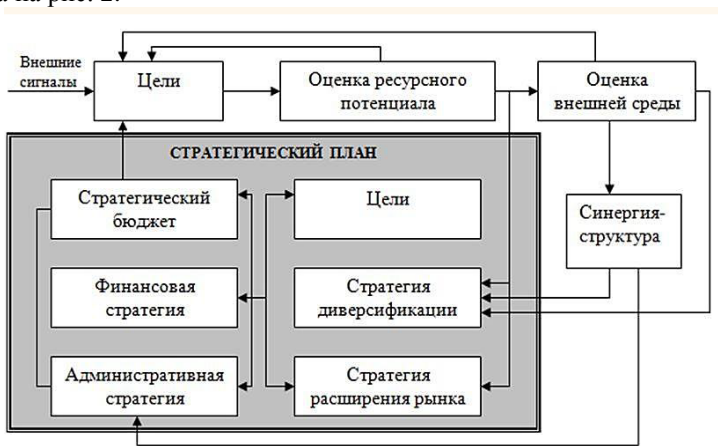 а на рис. 2.
Внешние
сигналы
Цели
Оценка ресурсного
потенциала
Оценка
внешней среды
СТРАТЕГИЧЕСКИЙ ПЛАН
Стратегический
бюджет
Цели
Синергия-
структура
Финансовая
стратегия
Стратегия
диверсификации
Административная
стратегия
Стратегия
расширения рынка